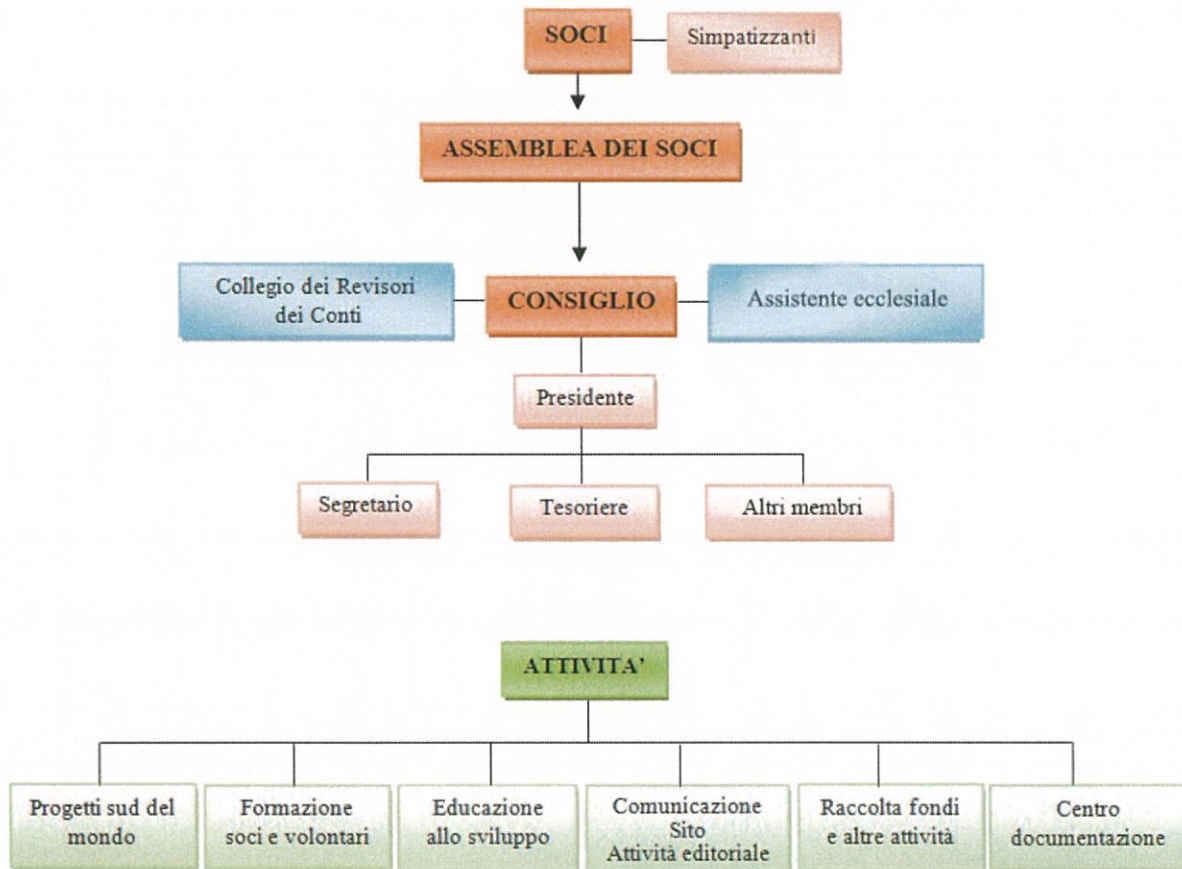 SOCI
Simpatizzanti
ASSEMBLEA DEI SOCI
Collegio dei Revisori
dei Conti
CONSIGLIO
Assistente ecclesiale
Presidente
Segretario
Tesoriere
Altri membri
ATTIVITA'
Progetti sud del
mondo
Formazione
soci e volontari
Educazione
allo sviluppo
Comunicazione
Sito
Attività editoriale
Raccolta fondi
e altre attività
Centro
documentazione